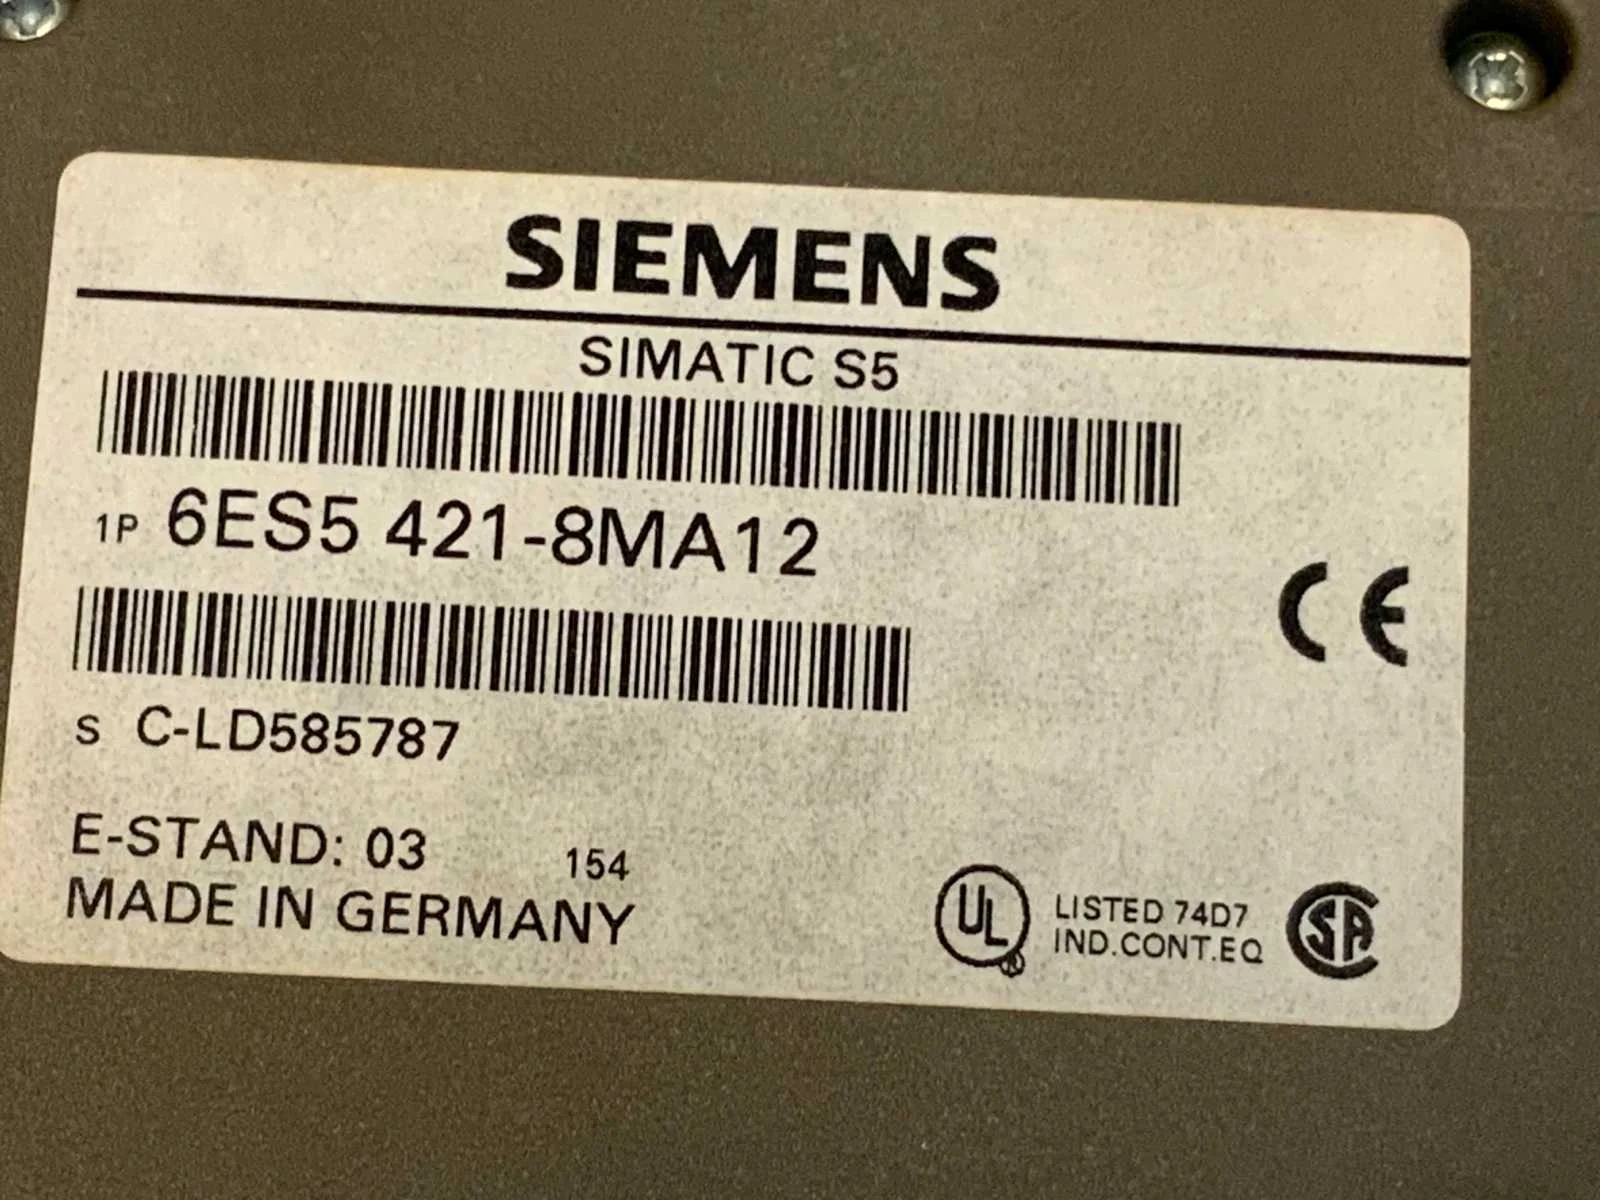 SIEMENS
SIMATIC S5
1P 6ES5 421-8MA12
S C-LD585787
E-STAND: 03 154
MADE IN GERMANY
CE
UL ® LISTED 74D7 SA
IND.CONT.EQ